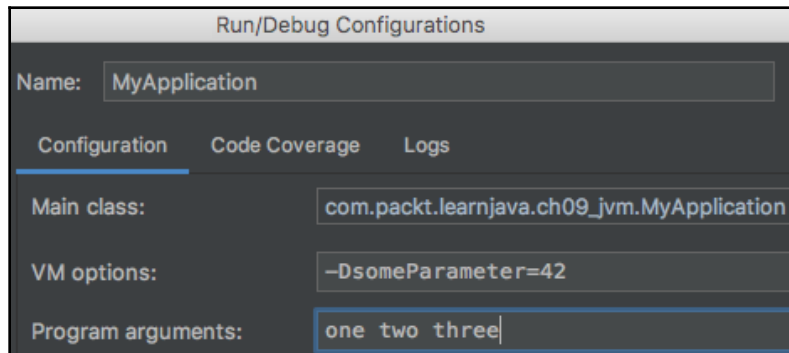 Run/Debug Configurations
Name: MyApplication
Configuration Code Coverage Logs
Main class: com.packt.learnjava.ch09_jvm.MyApplication
VM options: –DsomeParameter=42
Program arguments: one two three